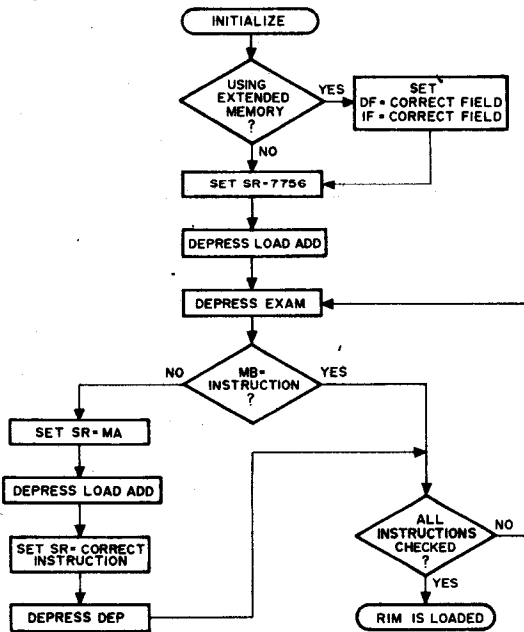 INITIALIZE
USING
EXTENDED
MEMORY
?
YES
SET
DF = CORRECT FIELD
IF = CORRECT FIELD
NO
SET SR=7756
DEPRESS LOAD ADD
DEPRESS EXAM
NO
MB=
INSTRUCTION
?
YES
SET SR=MA
DEPRESS LOAD ADD
SET SR= CORRECT
INSTRUCTION
DEPRESS DEP
ALL
INSTRUCTIONS
CHECKED
?
NO
YES
RIM IS LOADED